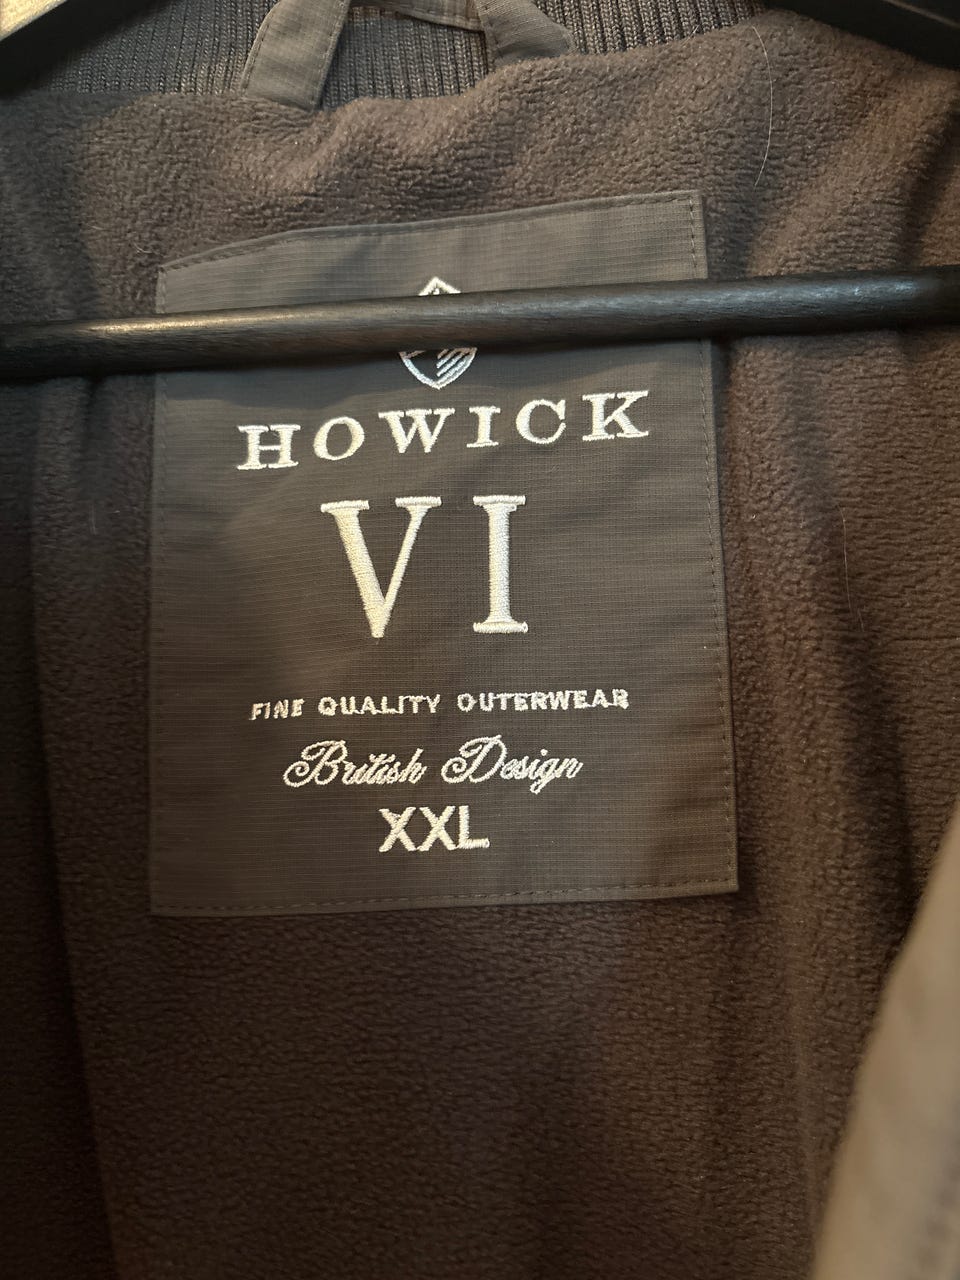 HOWICK
VI
FINE QUALITY OUTERWEAR
British Design
XXL